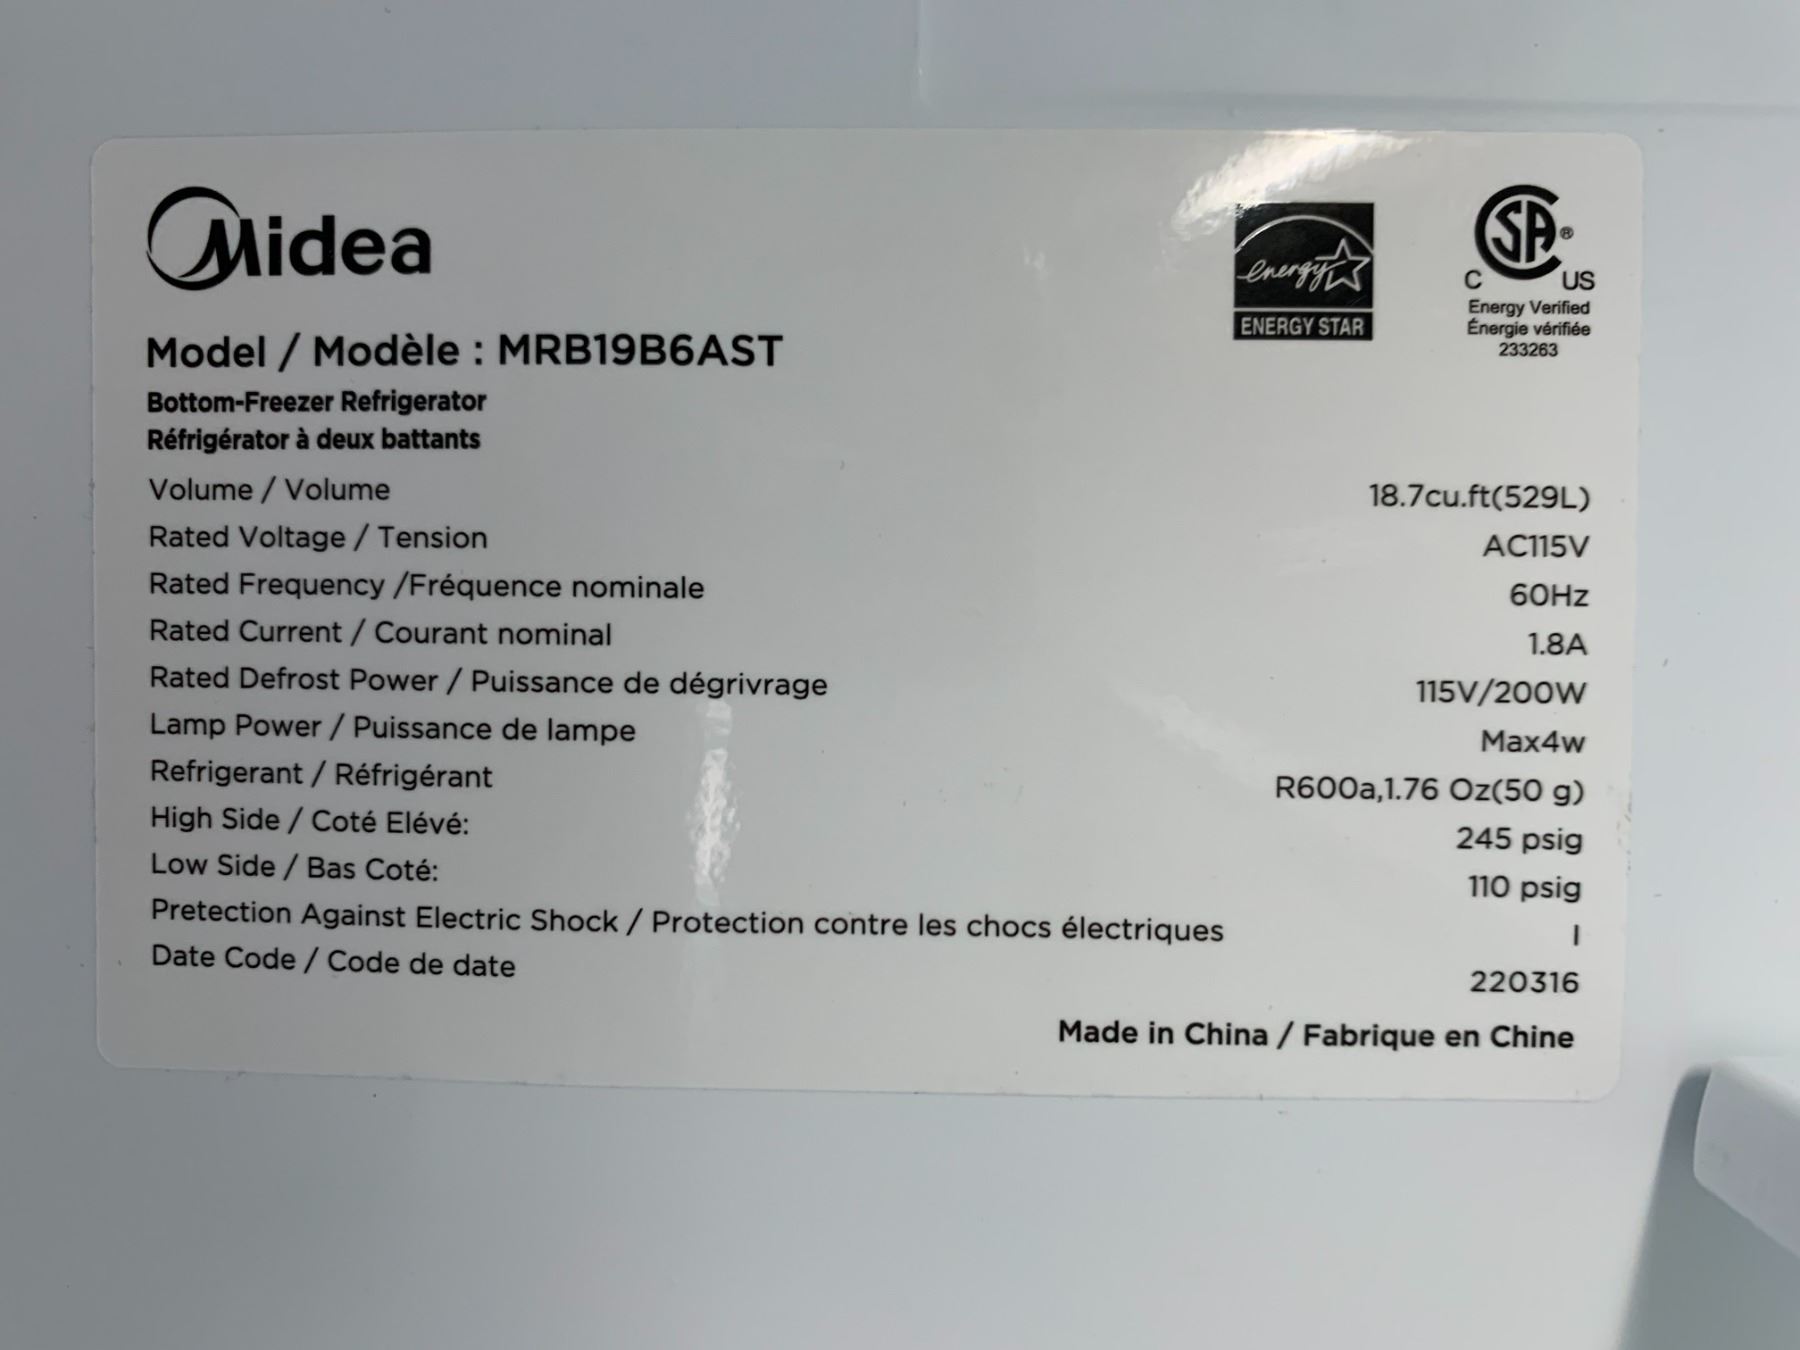 Midea
energy
ENERGY STAR
CSA®
C US
Energy Verified
Énergie vérifiée
233263
Model / Modèle : MRB19B6AST
Bottom-Freezer Refrigerator
Réfrigérator à deux battants
Volume / Volume 18.7cu.ft(529L)
Rated Voltage / Tension AC115V
Rated Frequency /Fréquence nominale 60Hz
Rated Current / Courant nominal 1.8A
Rated Defrost Power / Puissance de dégrivrage 115V/200W
Lamp Power / Puissance de lampe Max4w
Refrigerant / Réfrigérant R600a,1.76 Oz(50 g)
High Side / Coté Elévé: 245 psig
Low Side / Bas Coté: 110 psig
Pretection Against Electric Shock / Protection contre les chocs électriques I
Date Code / Code de date 220316
Made in China / Fabrique en Chine